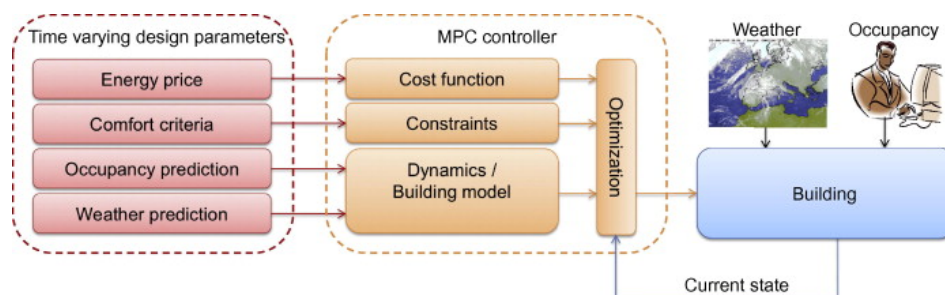 Time varying design parameters
Energy price
Comfort criteria
Occupancy prediction
Weather prediction
MPC controller
Cost function
Constraints
Dynamics /
Building model
Optimization
Weather
Occupancy
Building
Current state